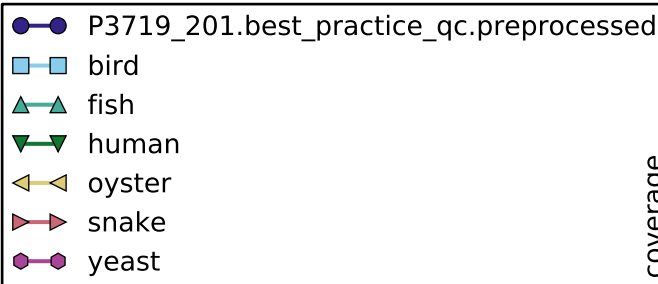 P3719_201.best_practice_qc.preprocessed
bird
fish
human
oyster
snake
yeast
coverage